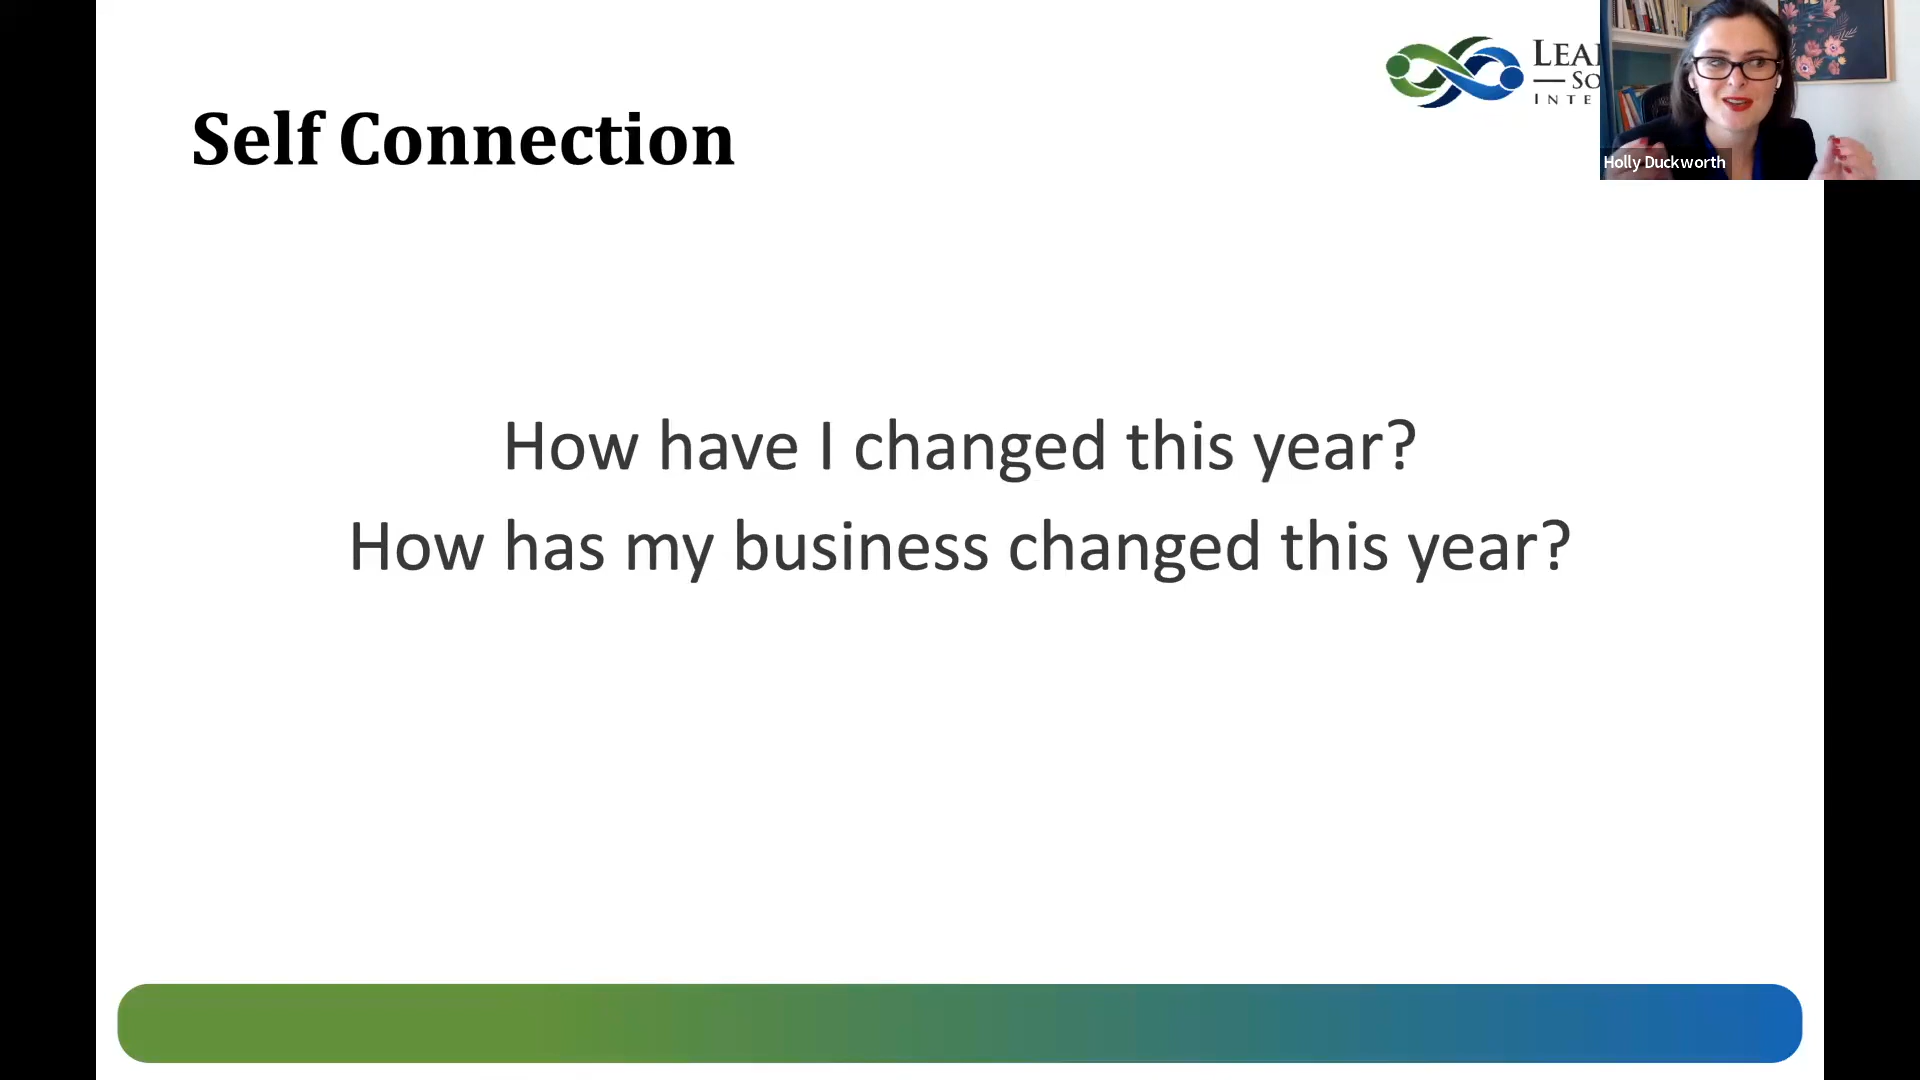 Self Connection
Holly Duckworth
How have I changed this year?
How has my business changed this year?